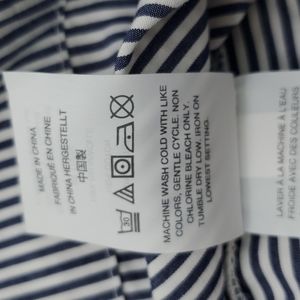 MADE IN CHINA
FABRIQUÉ EN CHINE
IN CHINA HERGESTELLT
中国製
30
MACHINE WASH COLD WITH LIKE
COLORS, GENTLE CYCLE. NON
CHLORINE BLEACH ONLY.
TUMBLE DRY LOW. IRON ON
LOWEST SETTING.
LAVER À LA MACHINE À L'EAU
FROIDE AVEC DES COULEURS